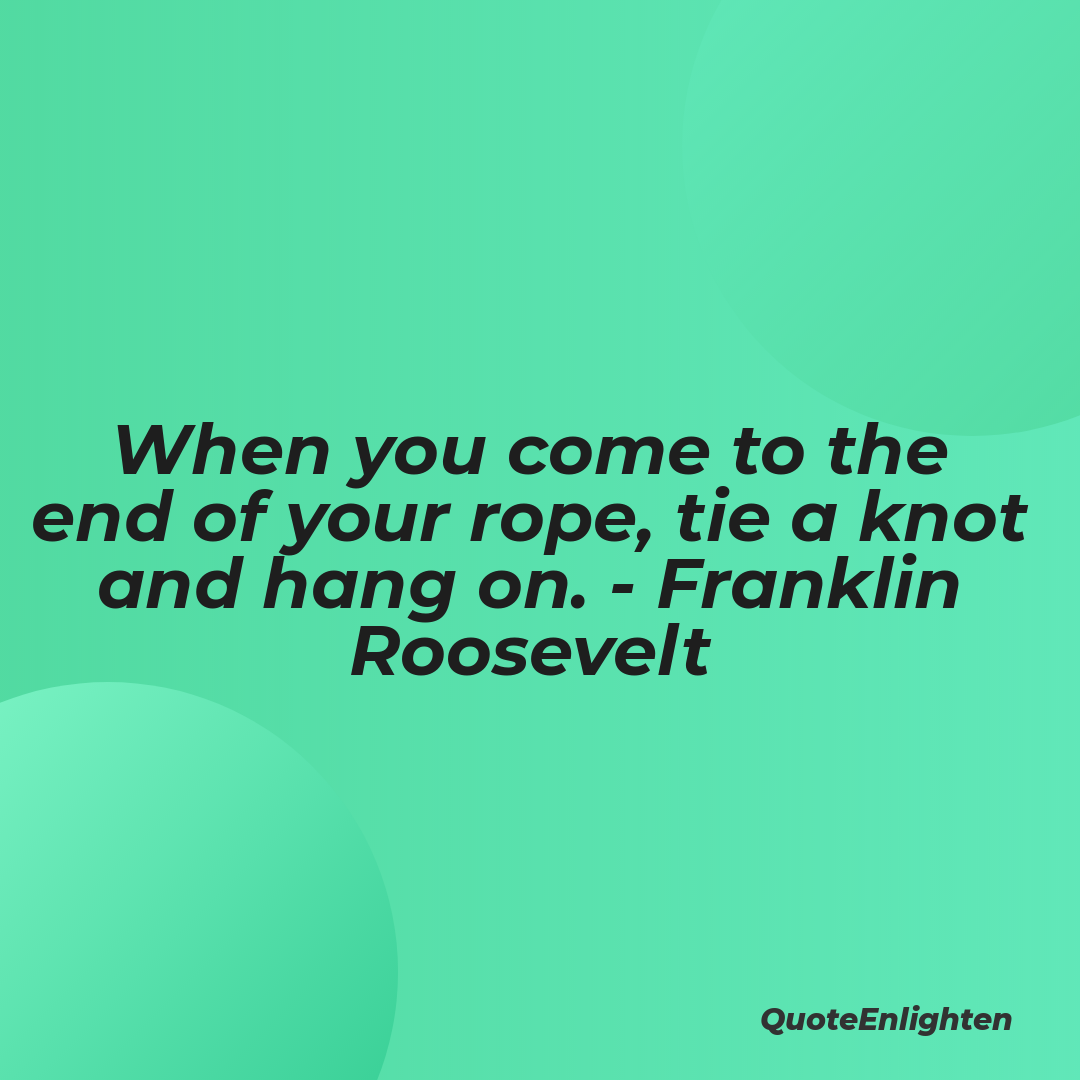 When you come to the
end of your rope, tie a knot
and hang on. - Franklin
Roosevelt
QuoteEnlighten